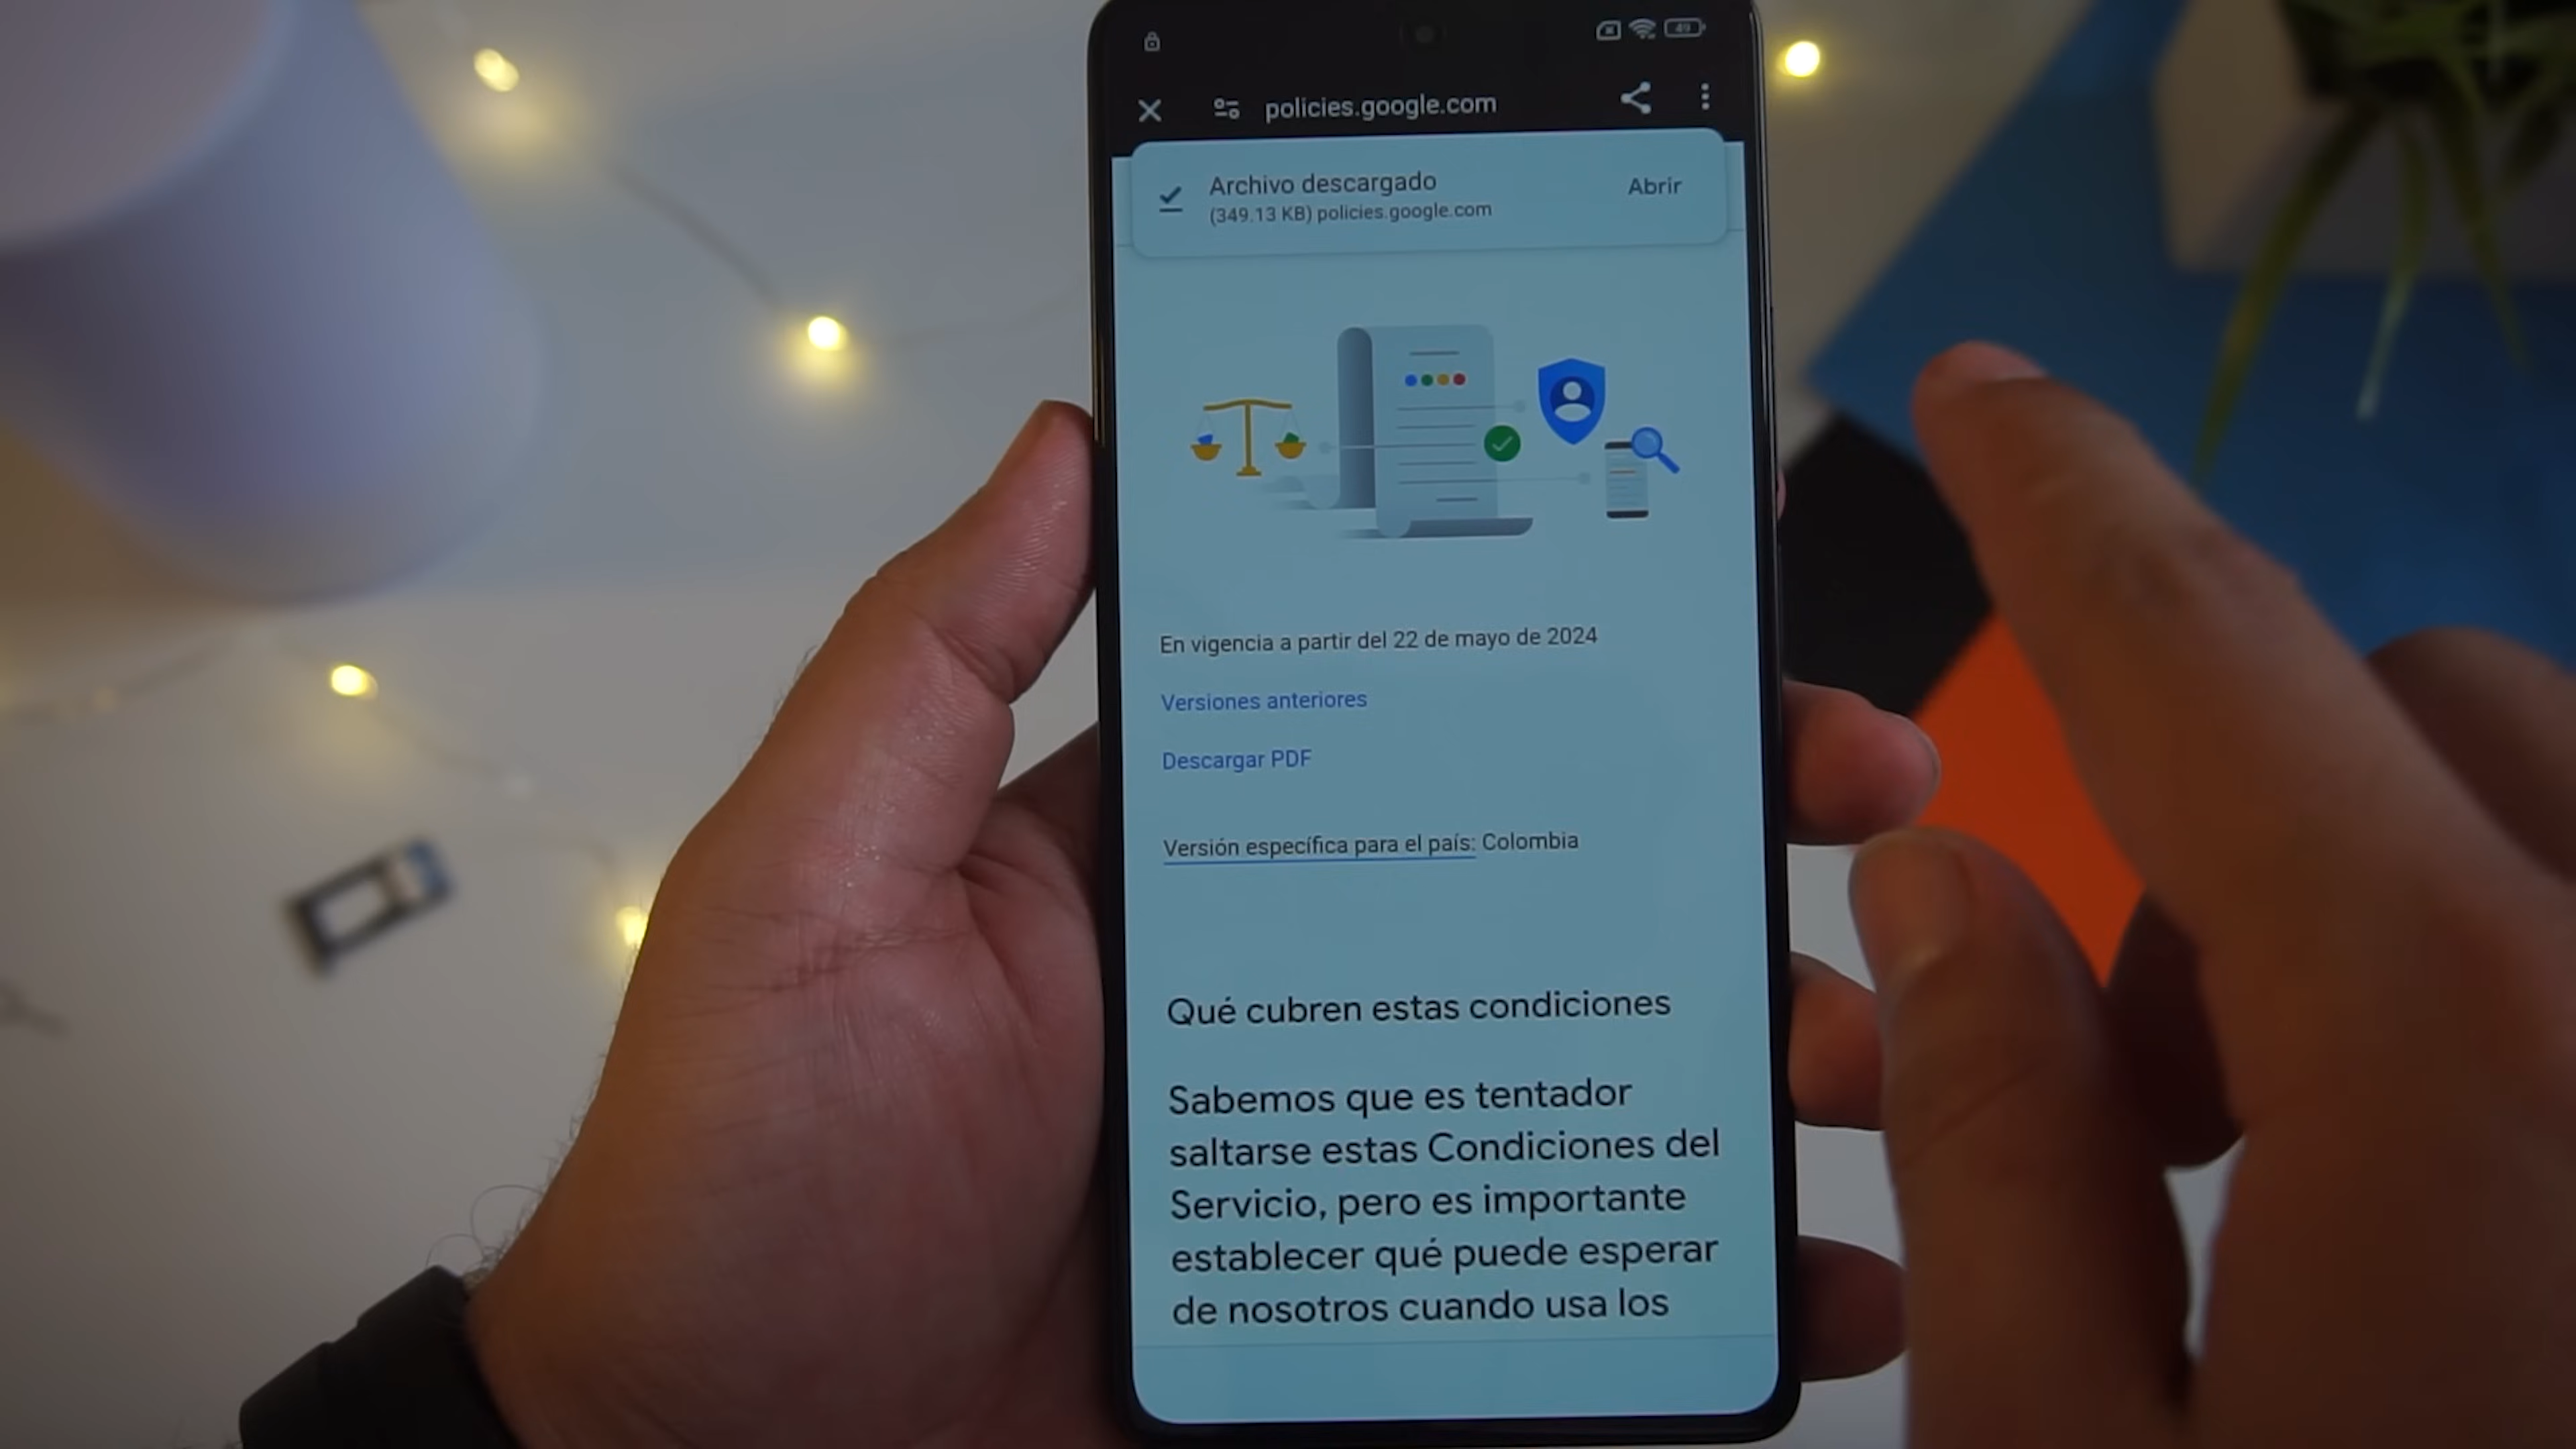 49
policies.google.com
Archivo descargado
Abrir
(349.13 KB) policies.google.com
En vigencia a partir del 22 de mayo de 2024
Versiones anteriores
Descargar PDF
Versión específica para el país: Colombia
Qué cubren estas condiciones
Sabemos que es tentador
saltarse estas Condiciones del
Servicio, pero es importante
establecer qué puede esperar
de nosotros cuando usa los